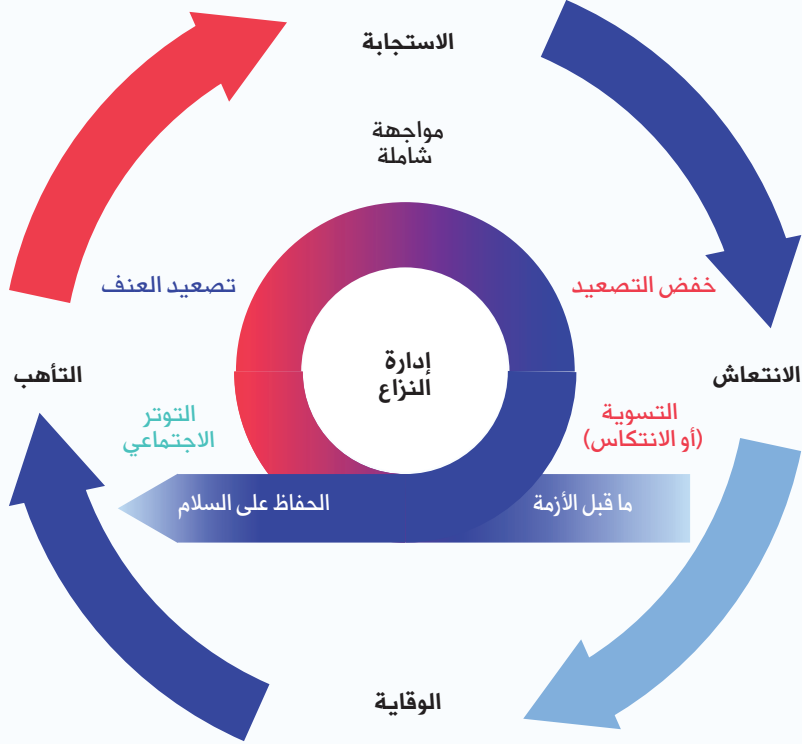 الاستجابة
مواجهة
شاملة
خفض التصعيد
تصعيد العنف
إدارة
النزاع
الانتعاش
التأهب
التسوية
(أو الانتكاس)
التوتر
الاجتماعي
ما قبل الأزمة
الحفاظ على السلام
الوقاية